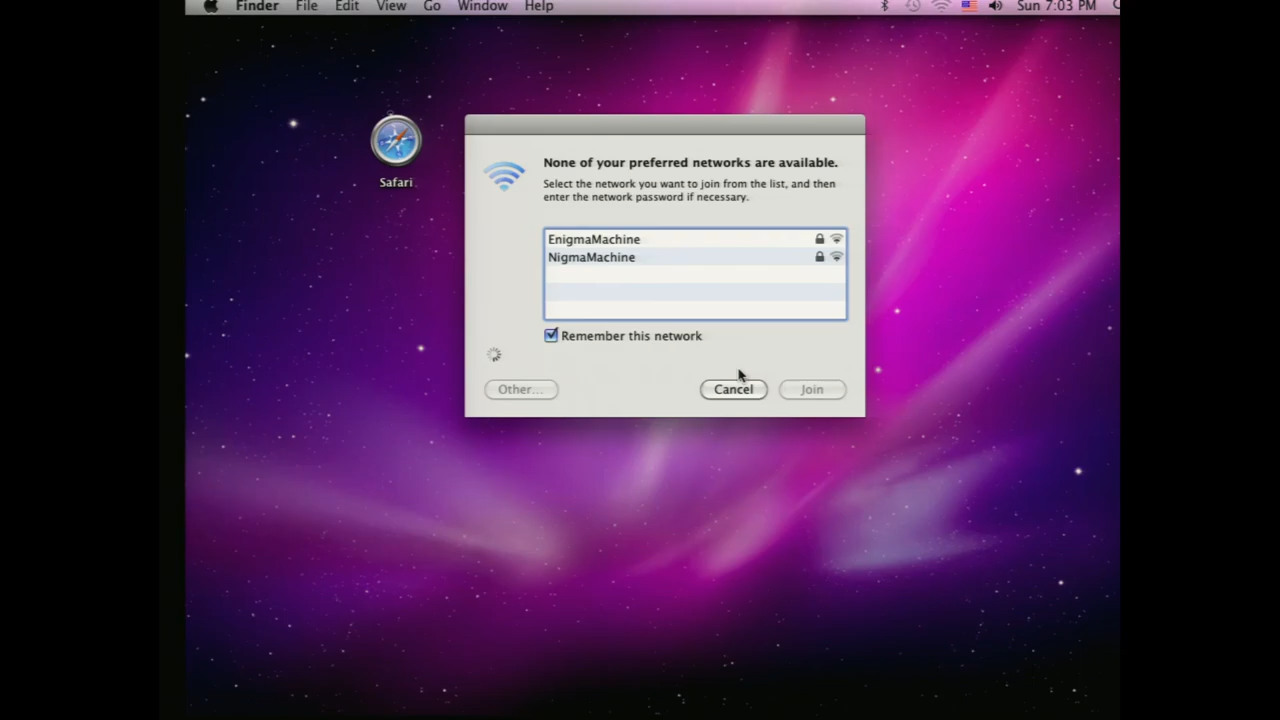 Finder File Edit View Go Window Help Sun 7:03 PM
Safari
None of your preferred networks are available.
Select the network you want to join from the list, and then
enter the network password if necessary.
EnigmaMachine
NigmaMachine
Remember this network
Other...
Cancel
Join